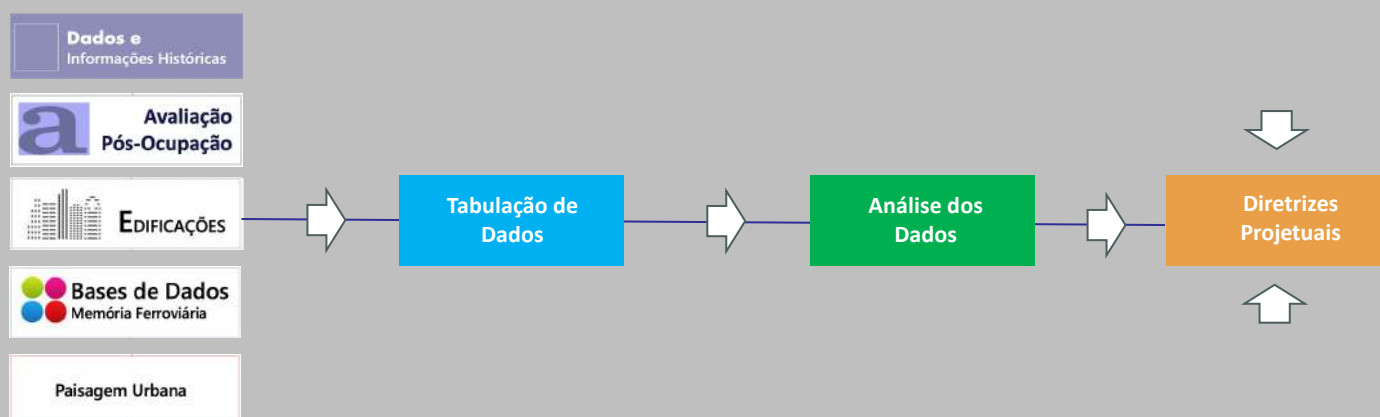 Dados e
Informações Históricas
a
Avaliação
Pós-Ocupação
EDIFICAÇÕES
Bases de Dados
Memória Ferroviária
Paisagem Urbana
Tabulação de
Dados
Análise dos
Dados
Diretrizes
Projetuais